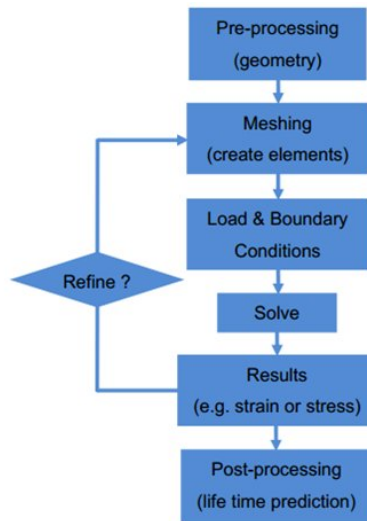 Pre-processing
(geometry)
Meshing
(create elements)
Load & Boundary
Conditions
Refine ?
Solve
Results
(e.g. strain or stress)
Post-processing
(life time prediction)